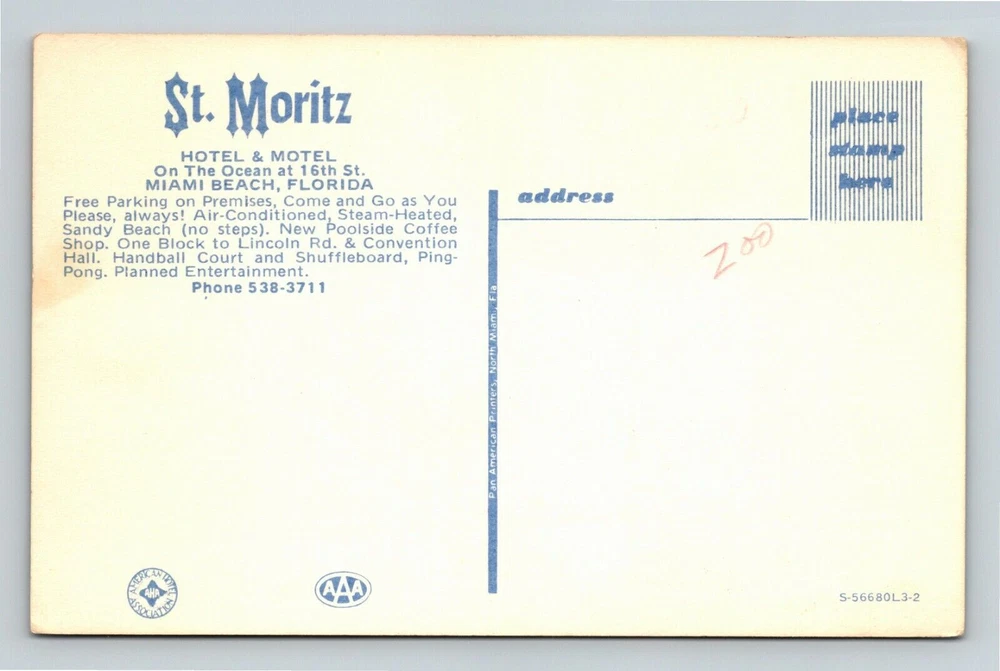 St. Moritz
HOTEL & MOTEL
On The Ocean at 16th St.
MIAMI BEACH, FLORIDA
Free Parking on Premises, Come and Go as You
Please, always! Air-Conditioned, Steam-Heated,
Sandy Beach (no steps). New Poolside Coffee
Shop. One Block to Lincoln Rd. & Convention
Hall. Handball Court and Shuffleboard, Ping-
Pong. Planned Entertainment.
Phone 538-3711
AMERICAN HOTEL
AHA
ASSOCIATION
AAA
Pan American Printers, North Miami, Fla
address
place
stamp
here
200
S-56680L3-2